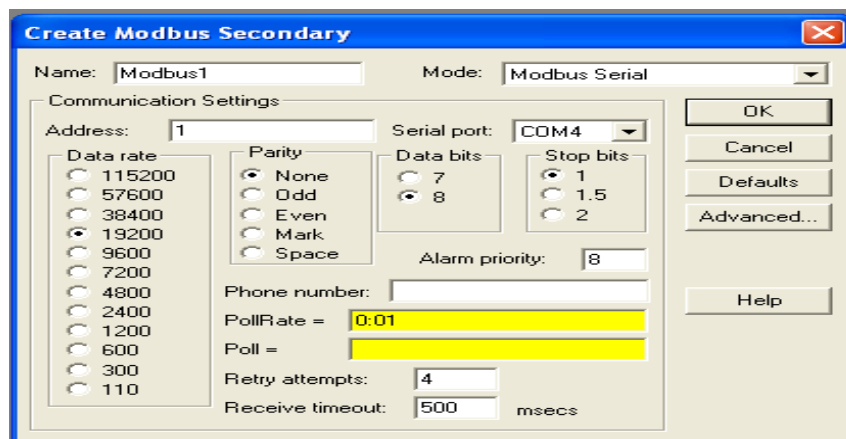 Create Modbus Secondary
Name: Modbus1 Mode: Modbus Serial
Communication Settings
Address: 1 Serial port: COM4
Data rate
115200
57600
38400
19200
9600
7200
4800
2400
1200
600
300
110
Parity
None
Odd
Even
Mark
Space
Data bits
7
8
Stop bits
1
1.5
2
Alarm priority: 8
Phone number:
PollRate = 0:01
Poll =
Retry attempts: 4
Receive timeout: 500 msecs
OK
Cancel
Defaults
Advanced...
Help